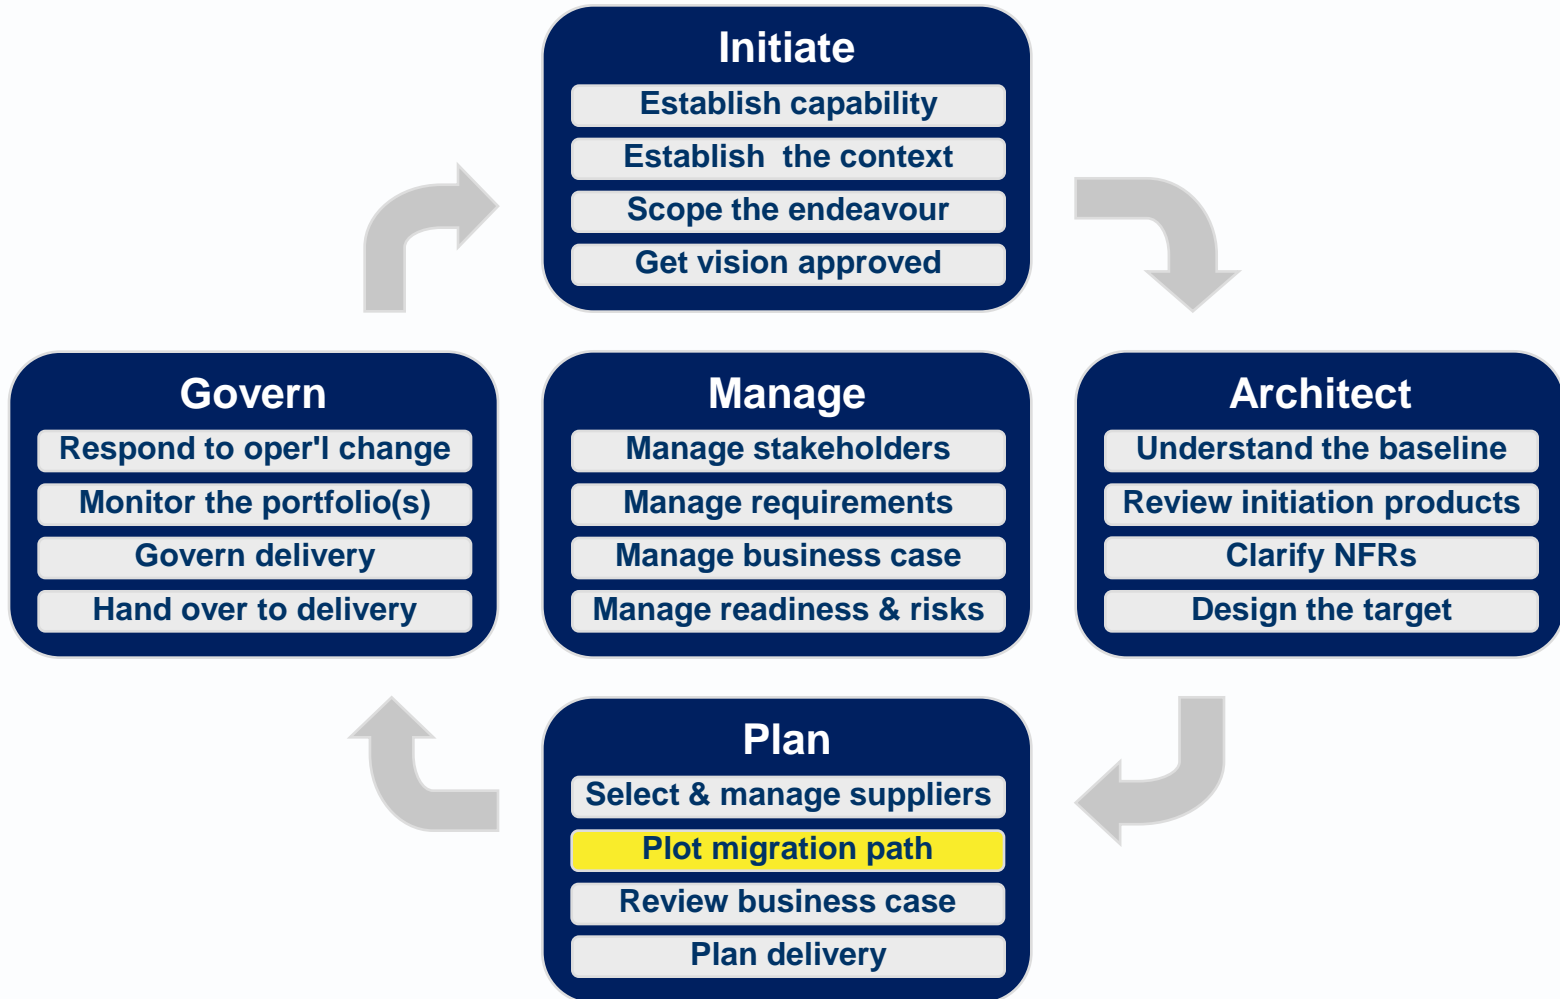 Initiate
Establish capability
Establish  the context
Scope the endeavour
Get vision approved
Govern
Respond to oper'l change
Monitor the portfolio(s)
Govern delivery
Hand over to delivery
Manage
Manage stakeholders
Manage requirements
Manage business case
Manage readiness & risks
Architect
Understand the baseline
Review initiation products
Clarify NFRs
Design the target
Plan
Select & manage suppliers
Plot migration path
Review business case
Plan delivery